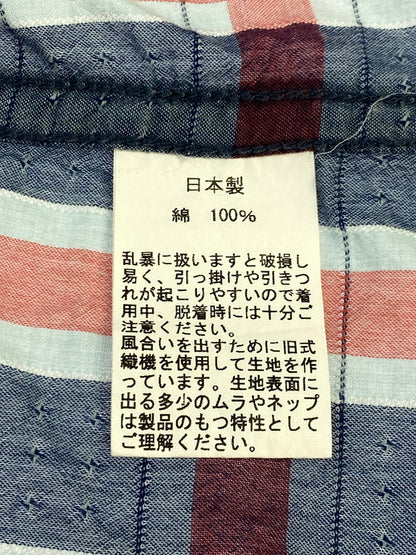 日本製
綿　100%
乱暴に扱いますと破損し
易く、引っ掛けや引きつ
れが起こりやすいので着
用中、脱着時には十分ご
注意ください。
風合いを出すために旧式
織機を使用して生地を作
っています。生地表面に
出る多少のムラやネップ
は製品のもつ特性として
ご理解ください。